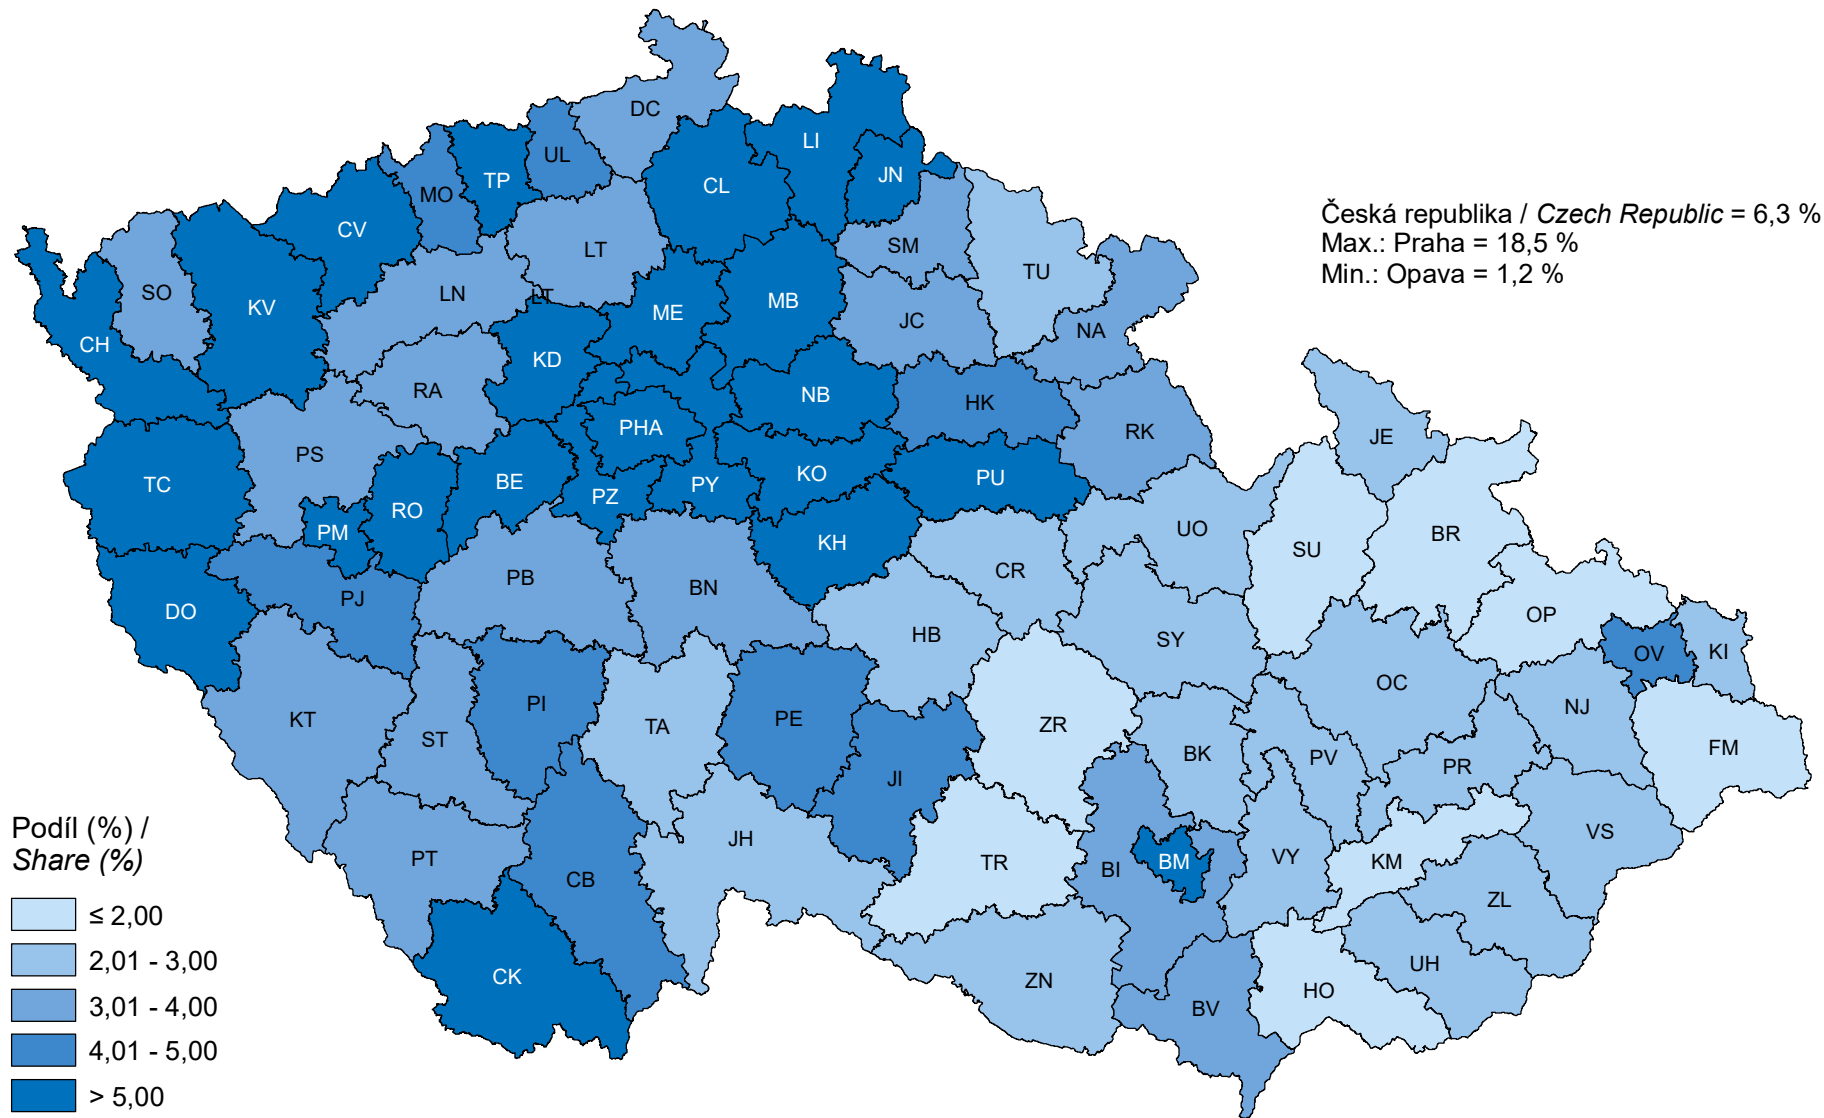 DC
LI
UL
TP
JN
CL
MO
CV
SM
LT
TU
SO
LN
LT
KV
ME
MB
JC
NA
CH
KD
RA
NB
HK
PHA
RK
JE
PS
KO
PU
TC
BE
PZ
PY
RO
PM
KH
UO
SU
BR
CR
PB
BN
PJ
DO
HB
SY
OP
OV
KI
OC
PI
PE
NJ
KT
TA
ZR
ST
FM
BK
PV
PR
JI
VS
JH
PT
TR
BI
BM
VY
KM
CB
ZL
UH
CK
ZN
HO
BV
Česká republika / Czech Republic = 6,3 %
Max.: Praha = 18,5 %
Min.: Opava = 1,2 %
Podíl (%) /
Share (%)
≤ 2,00
2,01 - 3,00
3,01 - 4,00
4,01 - 5,00
> 5,00